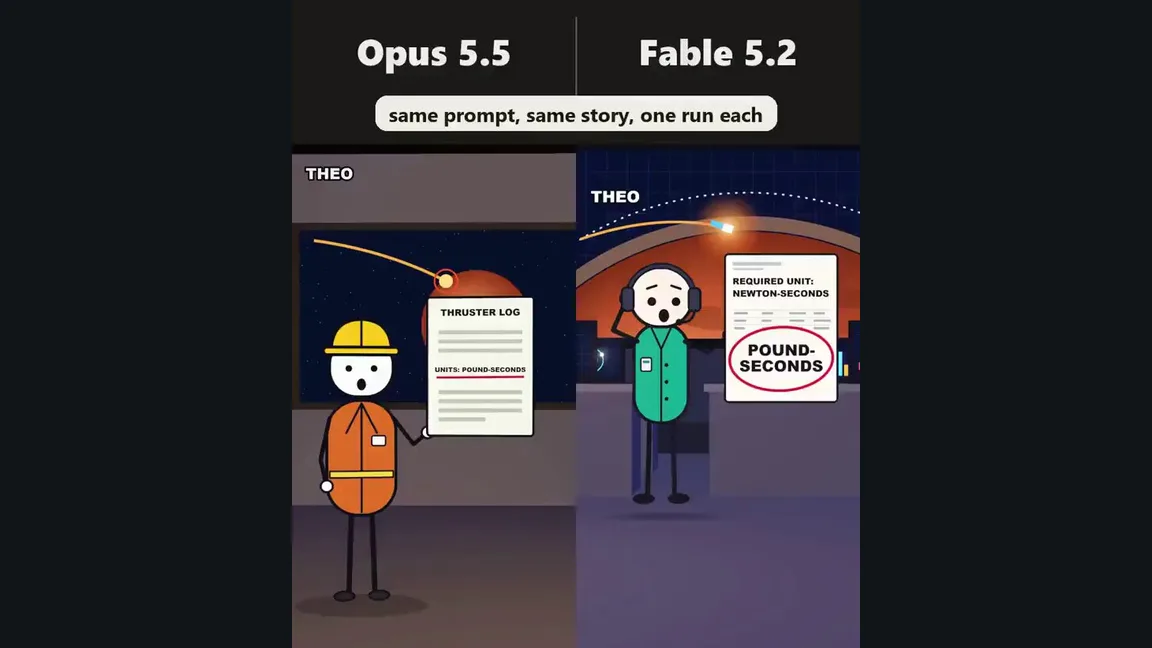 Opus 5.5
Fable 5.2
same prompt, same story, one run each
THEO
THRUSTER LOG
UNITS: POUND-SECONDS
THEO
REQUIRED UNIT:
NEWTON-SECONDS
POUND-
SECONDS